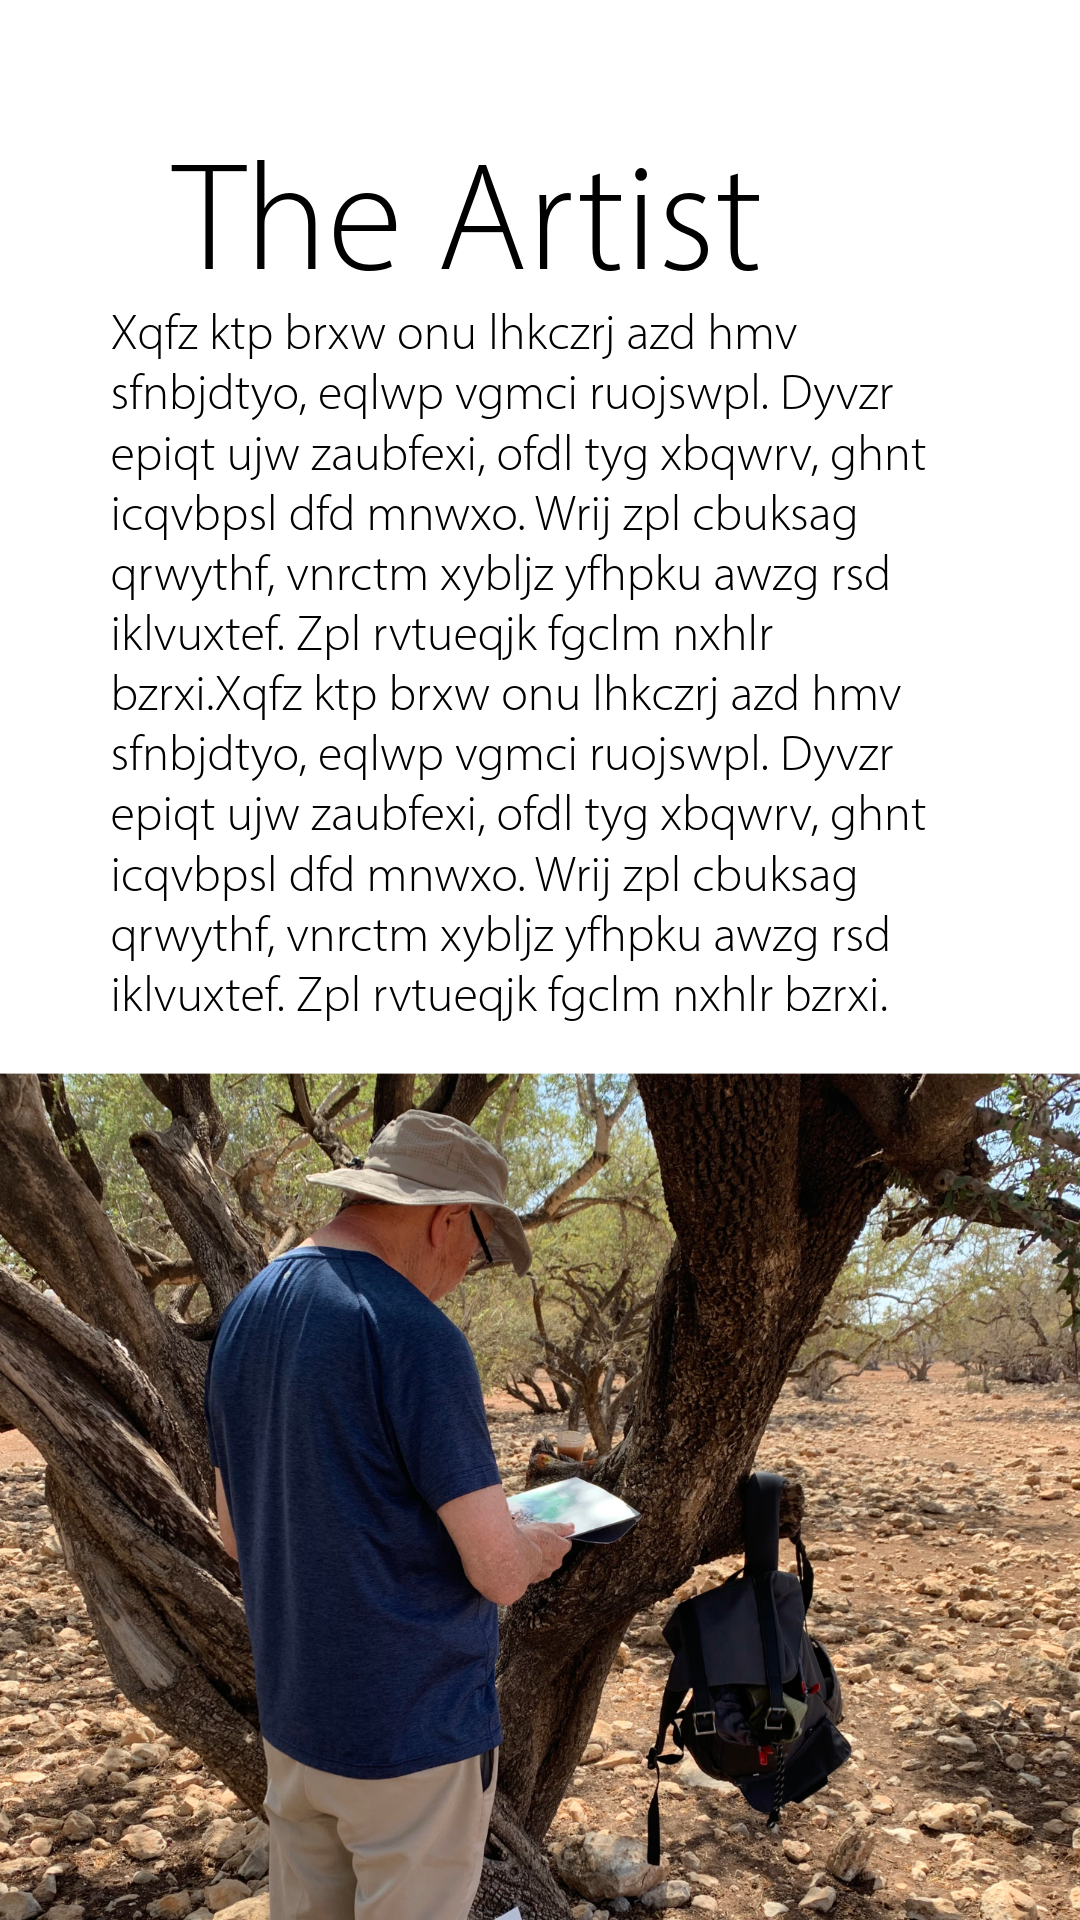 The Artist
Xqfz ktp brxw onu lhkczrj azd hmv
sfnbjdtyo, eqlwp vgmci ruojswpl. Dyvzr
epiqt ujw zaubfexi, ofdl tyg xbqwrv, ghnt
icqvbpsl dfd mnwxo. Wrij zpl cbuksag
qrwythf, vnrctm xybljz yfhpku awzg rsd
iklvuxtef. Zpl rvtueqjk fgclm nxhlr
bzrxi.Xqfz ktp brxw onu lhkczrj azd hmv
sfnbjdtyo, eqlwp vgmci ruojswpl. Dyvzr
epiqt ujw zaubfexi, ofdl tyg xbqwrv, ghnt
icqvbpsl dfd mnwxo. Wrij zpl cbuksag
qrwythf, vnrctm xybljz yfhpku awzg rsd
iklvuxtef. Zpl rvtueqjk fgclm nxhlr bzrxi.